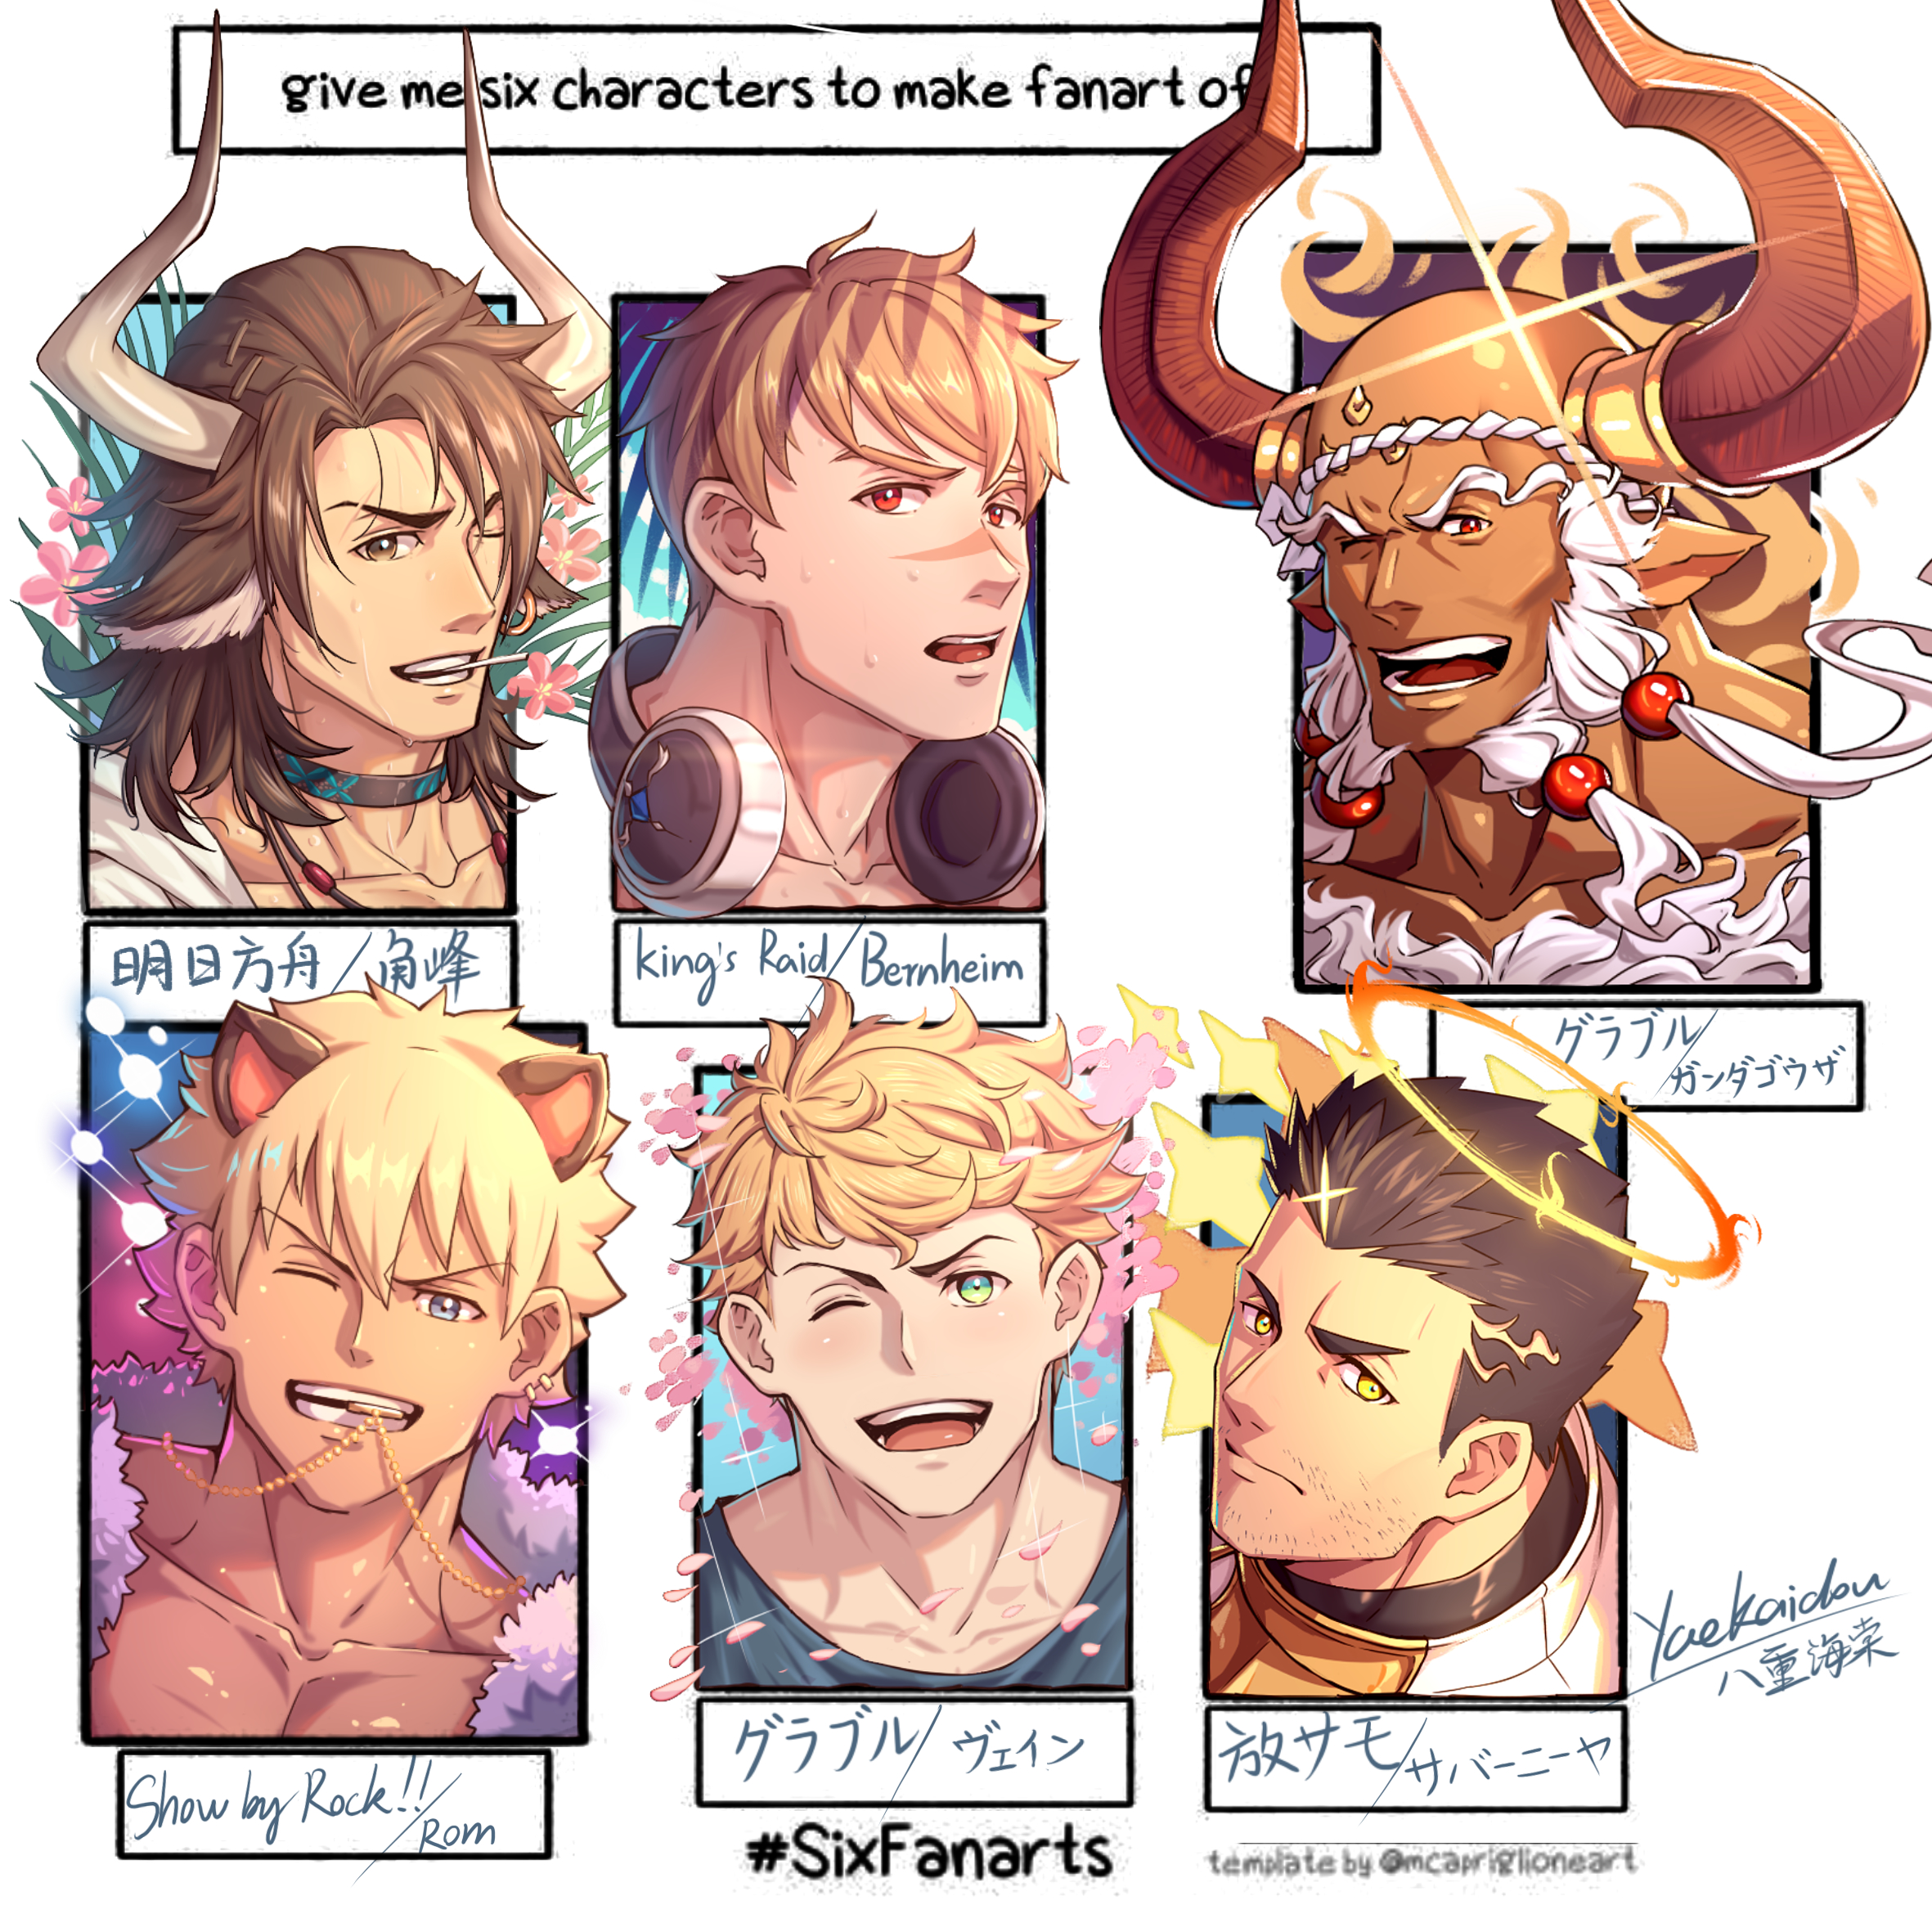 give me six characters to make fanart of
明日方舟/角峰
King's Raid/Bernheim
グラブル/
ガンダゴウザ
Show by Rock!!/
Rom
グラブル/ヴェイン
放サモ/サバーニーヤ
Yaekaidou
八重海棠
#SixFanarts
template by @mcapriglioneart